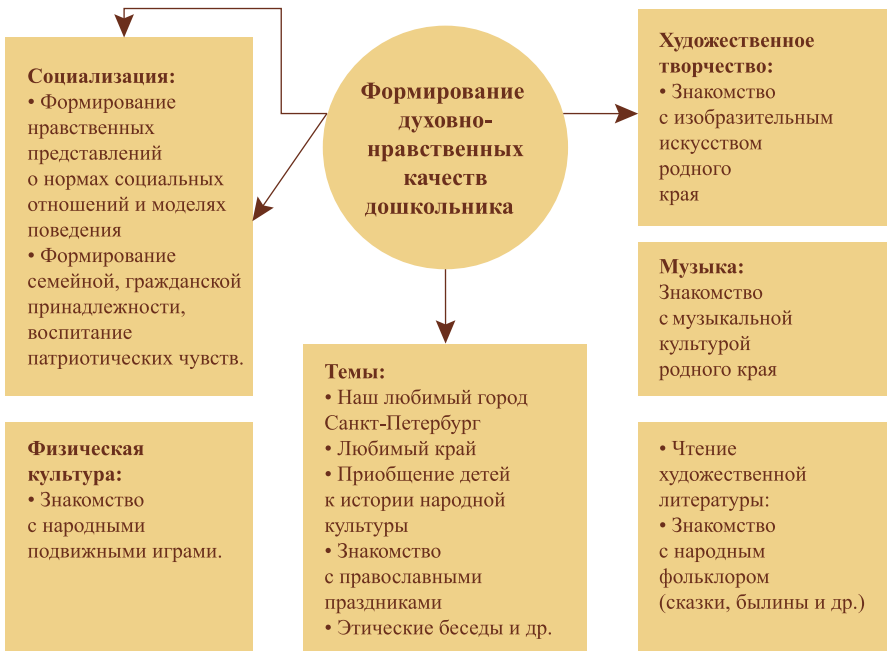 Формирование
духовно-
нравственных
качеств
дошкольника
Социализация:
• Формирование
нравственных
представлений
о нормах социальных
отношений и моделях
поведения
• Формирование
семейной, гражданской
принадлежности,
воспитание
патриотических чувств.
Физическая
культура:
• Знакомство
с народными
подвижными играми.
Темы:
• Наш любимый город
Санкт-Петербург
• Любимый край
• Приобщение детей
к истории народной
культуры
• Знакомство
с православными
праздниками
• Этические беседы и др.
Художественное
творчество:
• Знакомство
с изобразительным
искусством
родного
края
Музыка:
Знакомство
с музыкальной
культурой
родного края
• Чтение
художественной
литературы:
• Знакомство
с народным
фольклором
(сказки, былины и др.)